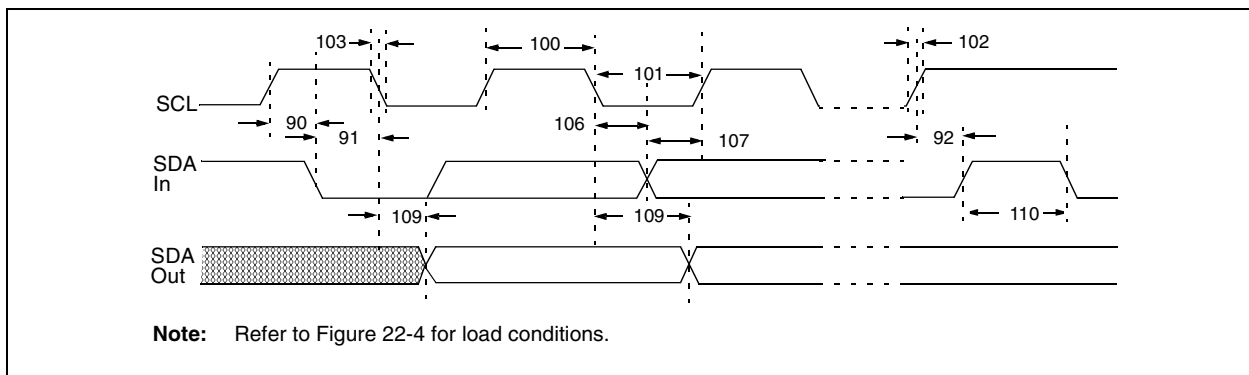 103 100 102
101
SCL
90 91 106 107 92
SDA
In
109 109 110
SDA
Out
Note: Refer to Figure 22-4 for load conditions.